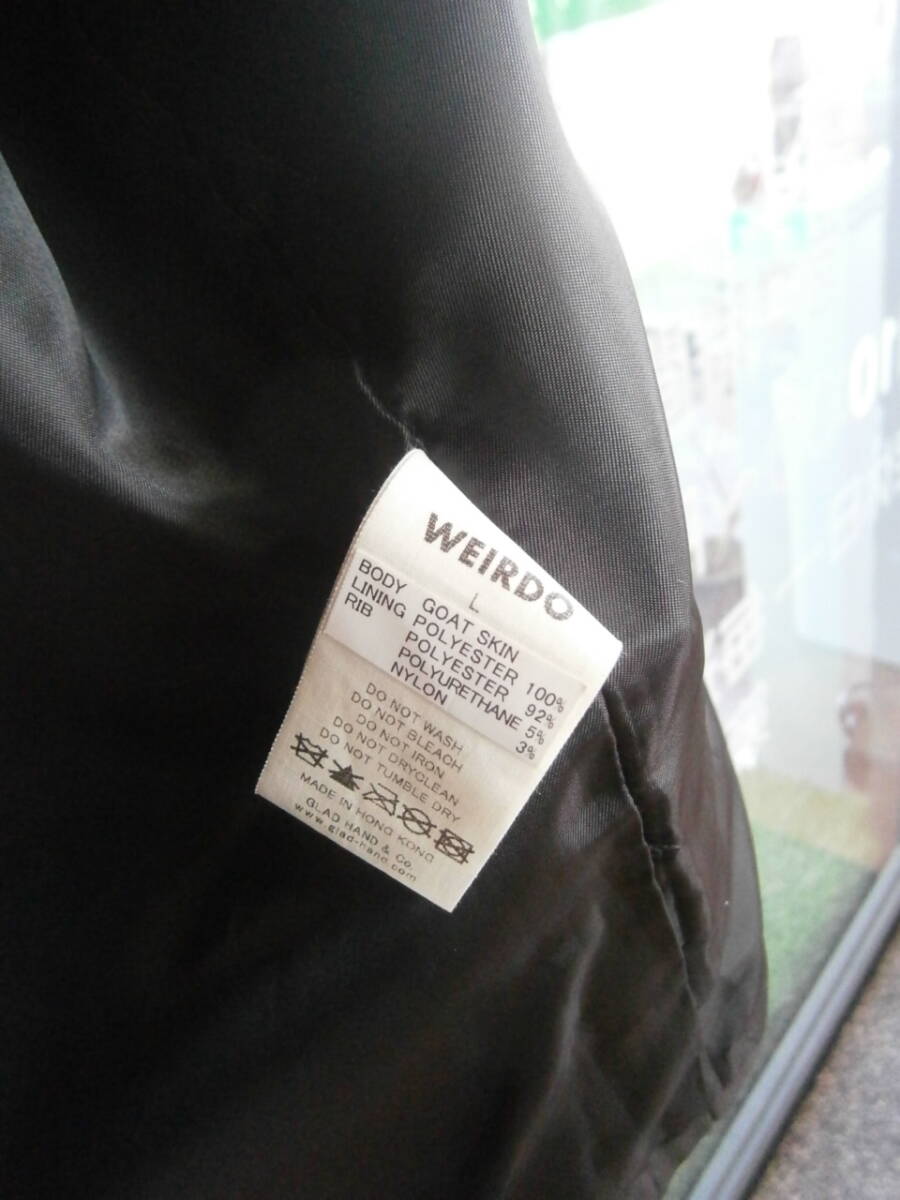 WEIRDO
L
BODY GOAT SKIN
LINING POLYESTER 100%
RIB POLYESTER 92%
POLYURETHANE 5%
NYLON 3%
DO NOT WASH
DO NOT BLEACH
DO NOT IRON
DO NOT DRYCLEAN
DO NOT TUMBLE DRY
MADE IN HONG KONG
GLAD HAND & Co.
www.glad-hand.com